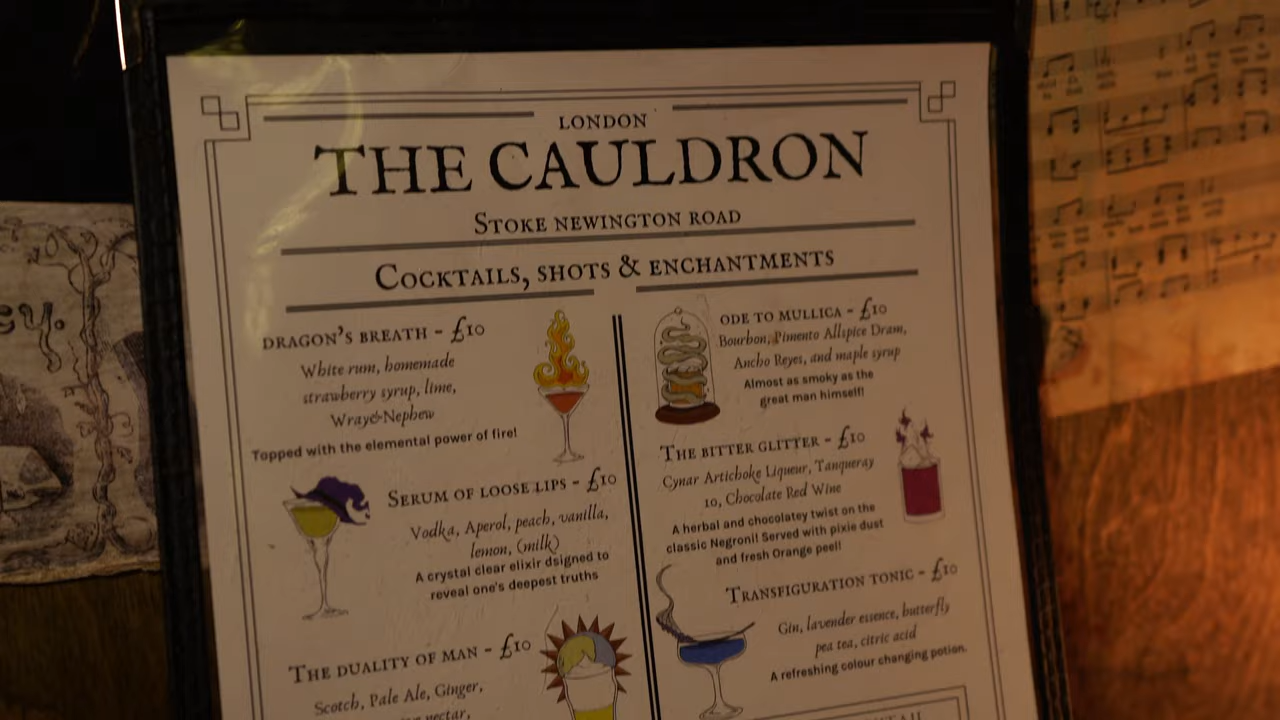 LONDON
THE CAULDRON
STOKE NEWINGTON ROAD
COCKTAILS, SHOTS & ENCHANTMENTS
DRAGON'S BREATH - £10
White rum, homemade
strawberry syrup, lime,
Wray&Nephew
Topped with the elemental power of fire!
SERUM OF LOOSE LIPS - £10
Vodka, Aperol, peach, vanilla,
lemon, (milk)
A crystal clear elixir dsigned to
reveal one's deepest truths
THE DUALITY OF MAN - £10
Scotch, Pale Ale, Ginger,
nectar,
ODE TO MULLICA - £10
Bourbon, Pimento Allspice Dram,
Ancho Reyes, and maple syrup
Almost as smoky as the
great man himself!
THE BITTER GLITTER - £10
Cynar Artichoke Liqueur, Tanqueray
10, Chocolate Red Wine
A herbal and chocolatey twist on the
classic Negroni! Served with pixie dust
and fresh Orange peel!
TRANSFIGURATION TONIC - £10
Gin, lavender essence, butterfly
pea tea, citric acid
A refreshing colour changing potion.